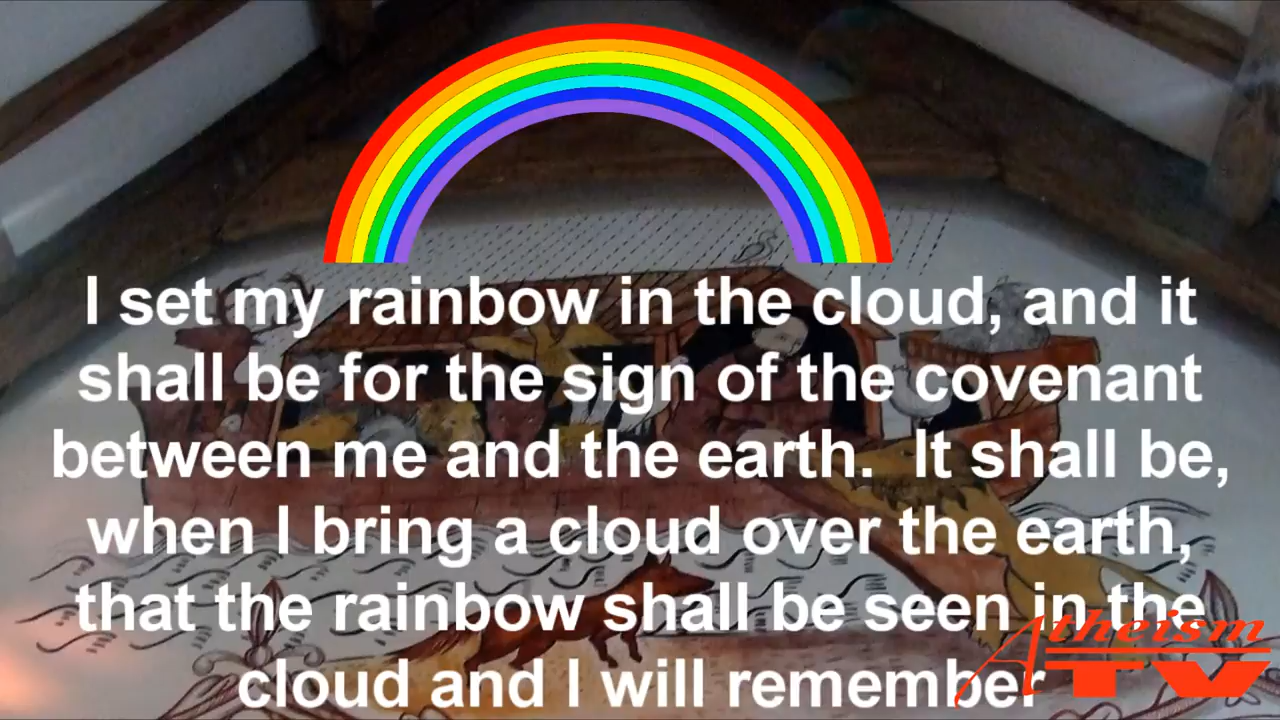 I set my rainbow in the cloud, and it
shall be for the sign of the covenant
between me and the earth.  It shall be,
when I bring a cloud over the earth,
that the rainbow shall be seen in the
cloud and I will remember
Atheism
TV